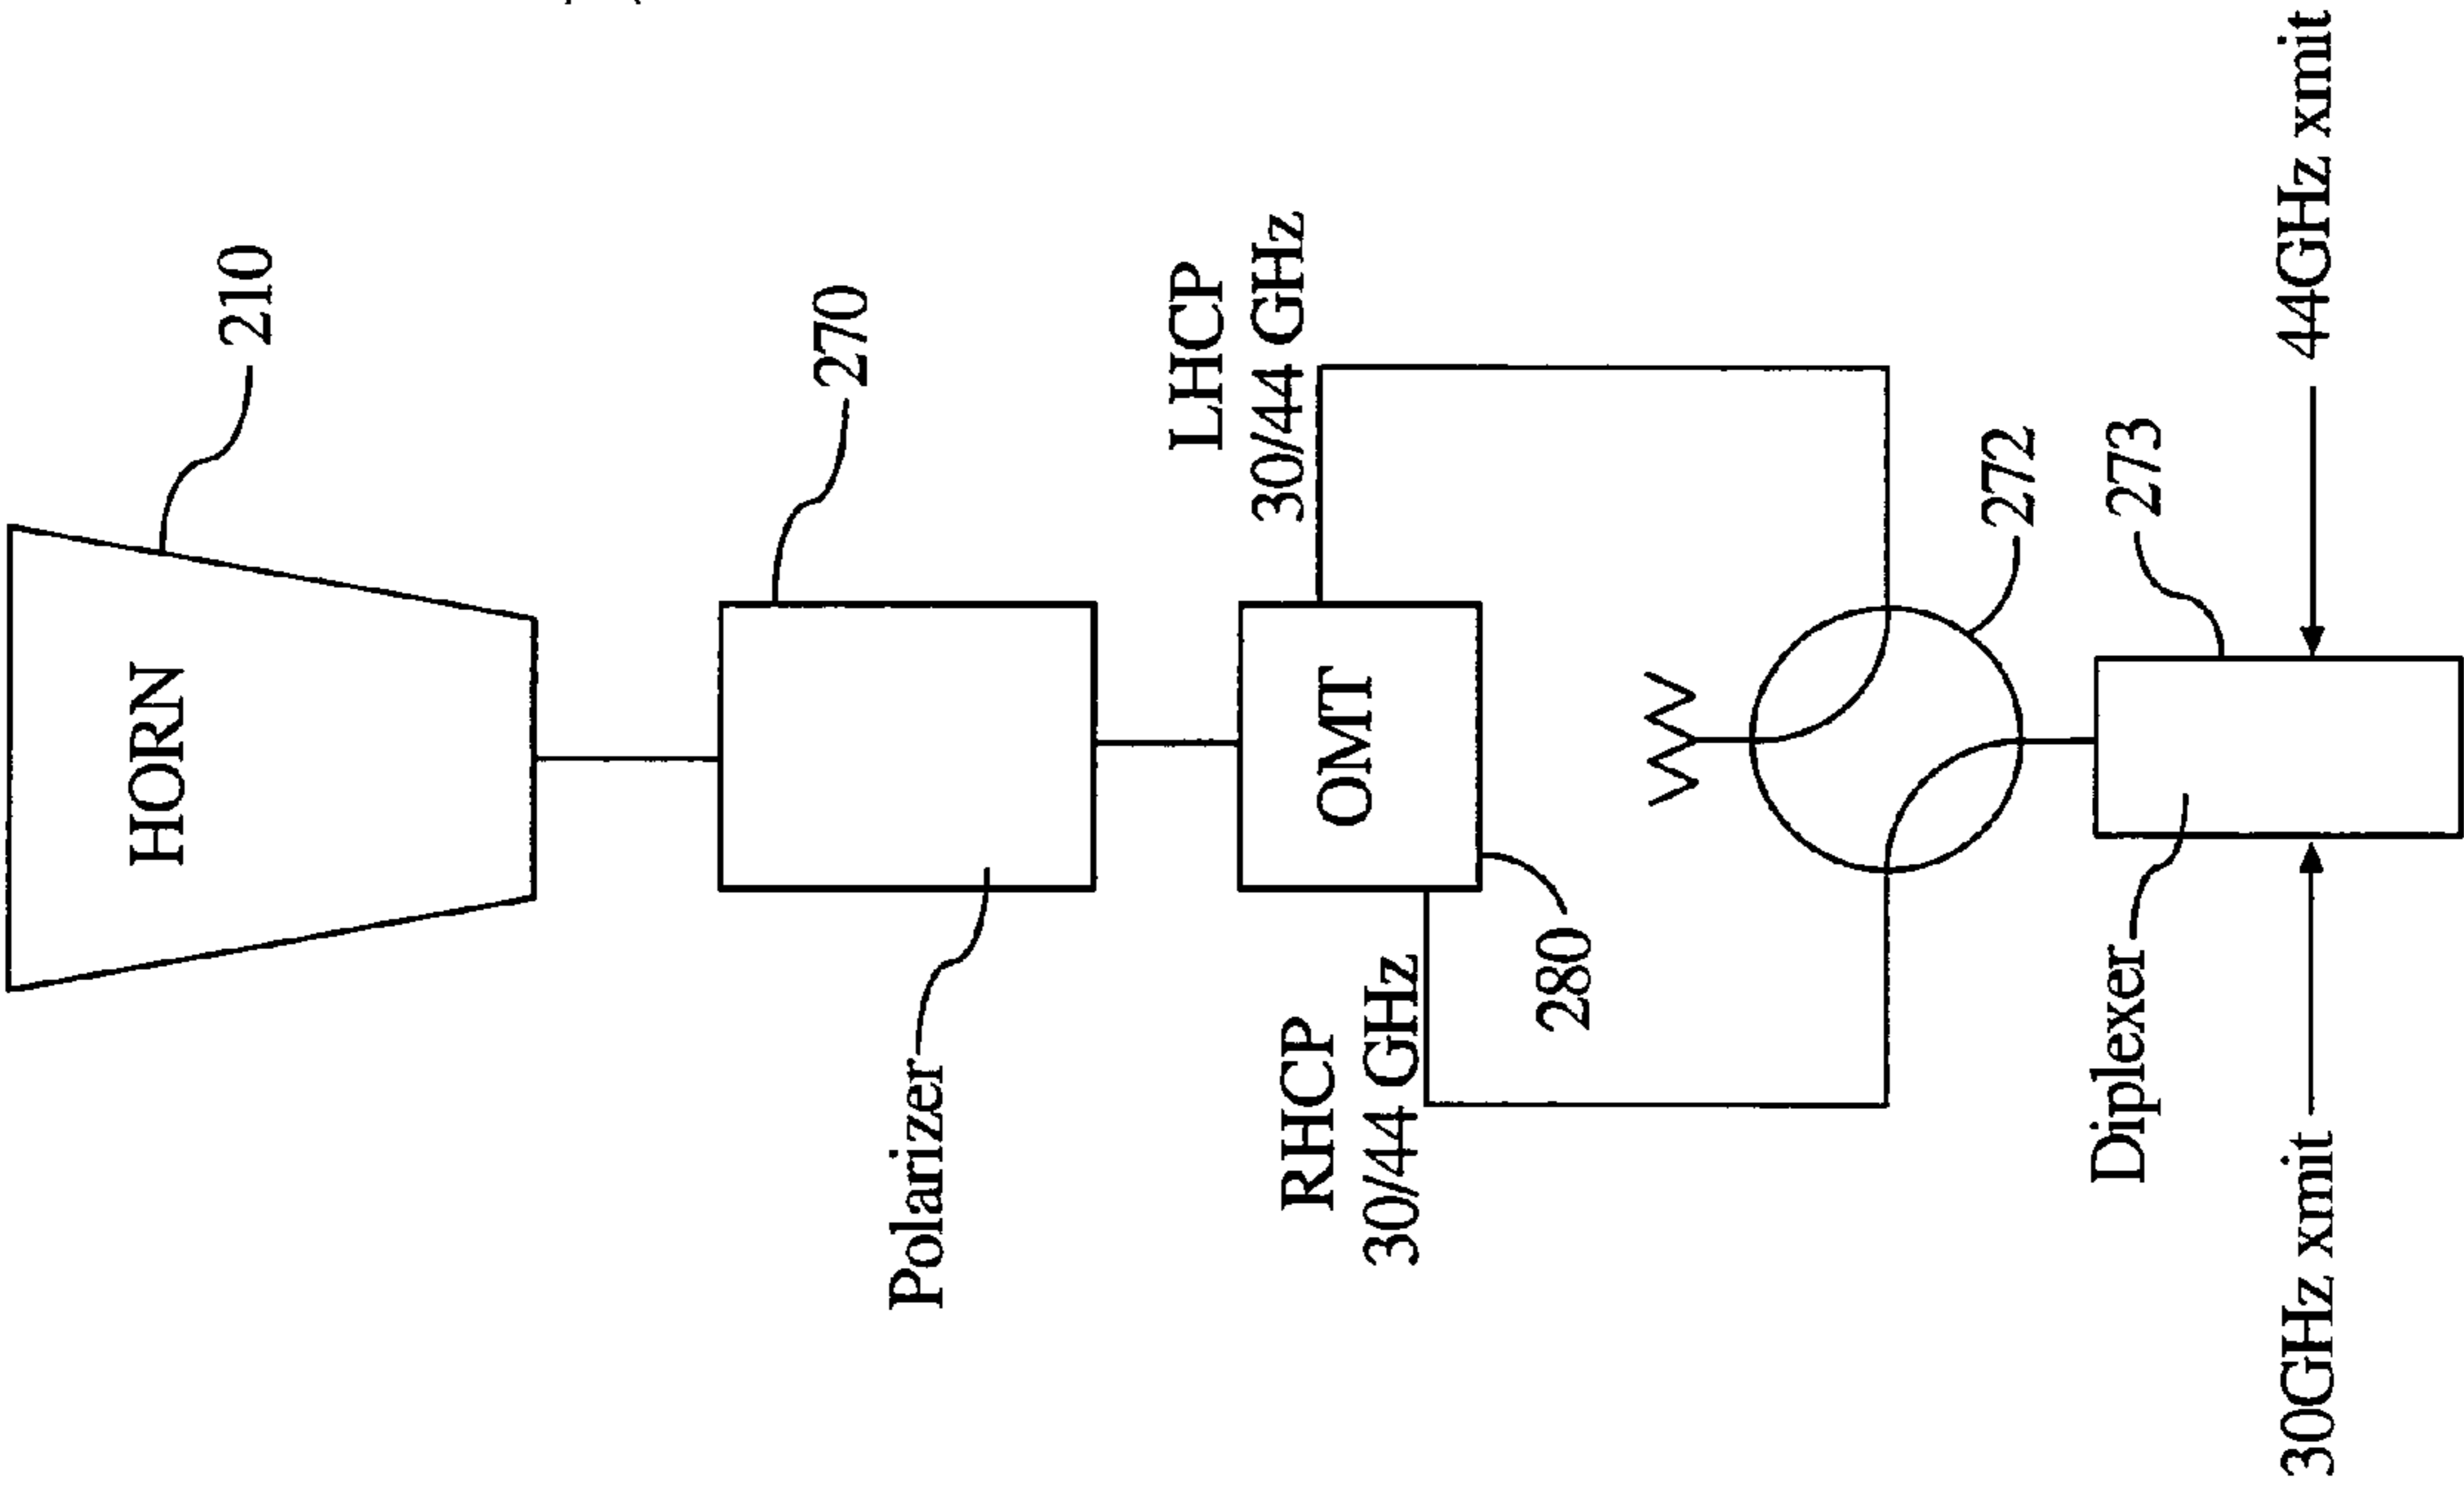 HORN
210
270
Polarizer
LHCP
30/44 GHz
OMT
RHCP
30/44 GHz
280
272
273
Diplexer
30GHz xmit
44GHz xmit